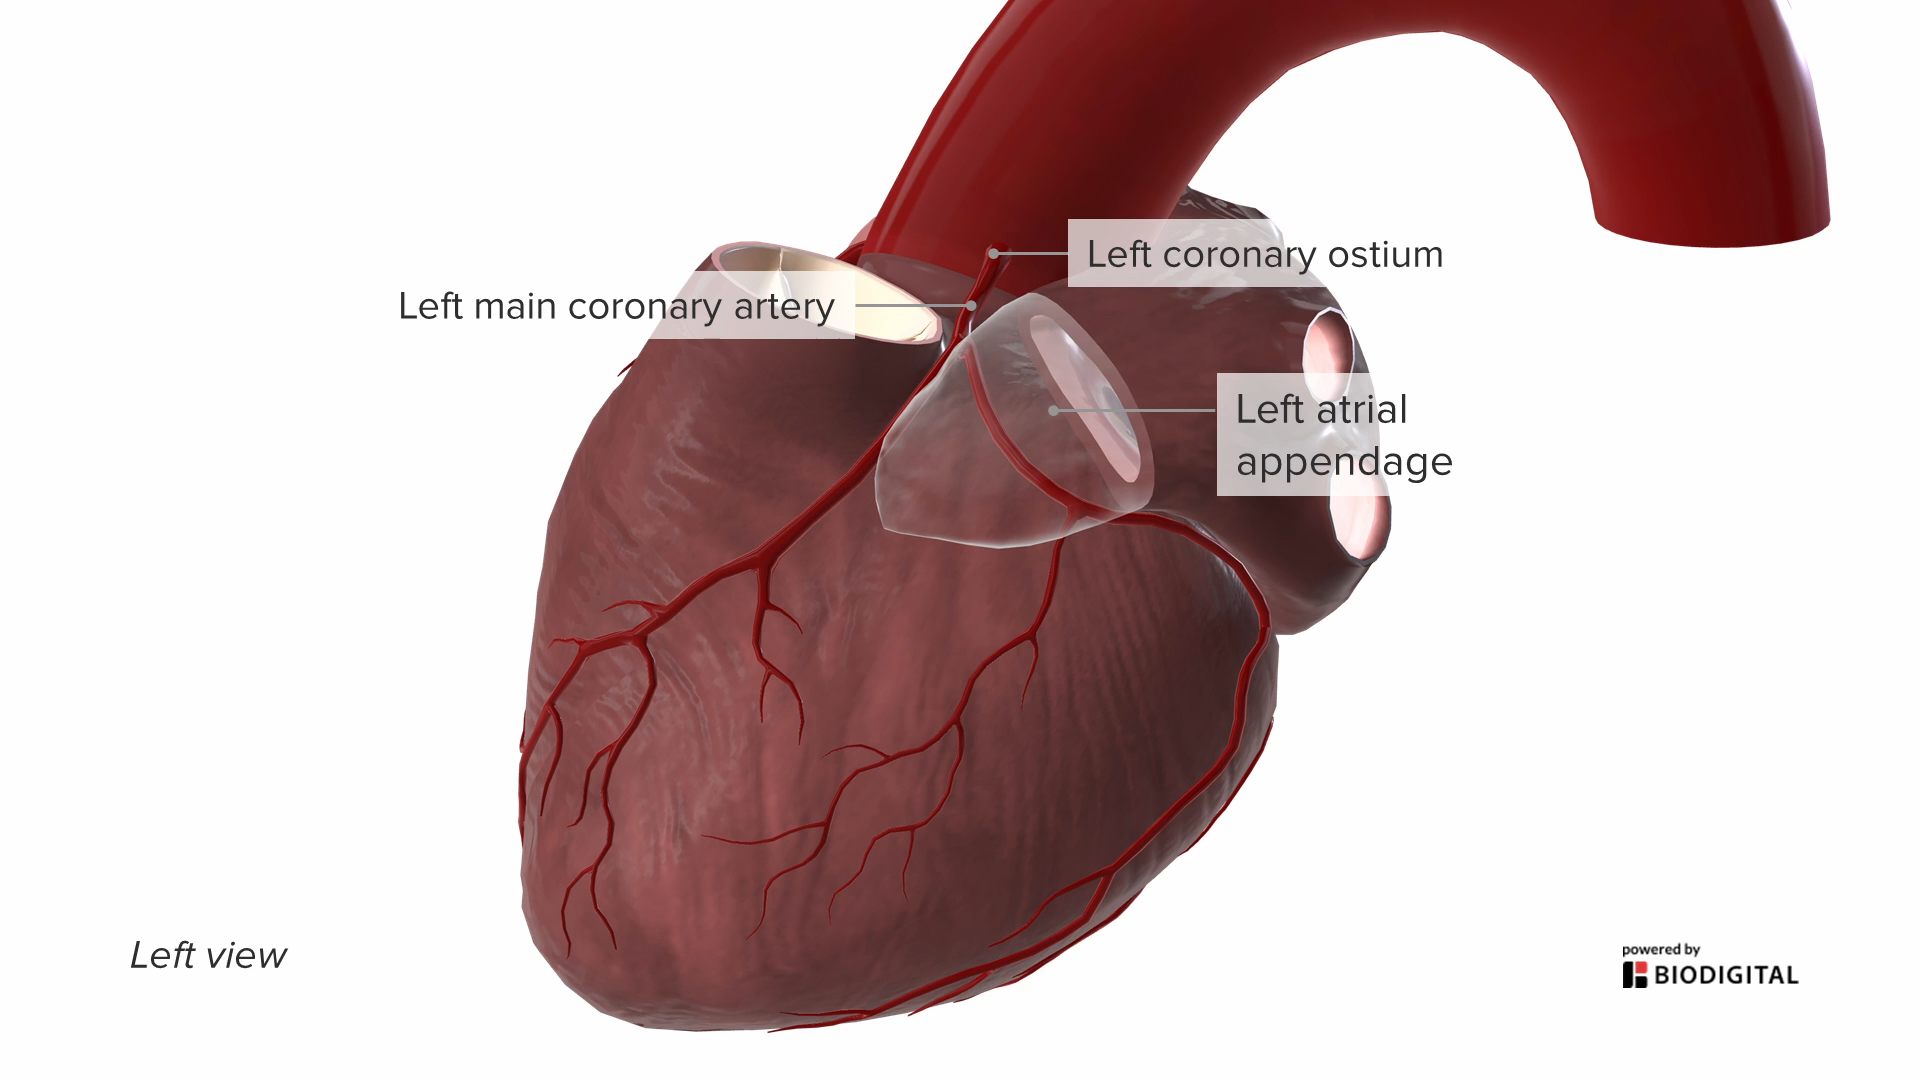 Left coronary ostium
Left main coronary artery
Left atrial
appendage
Left view
powered by
BIODIGITAL